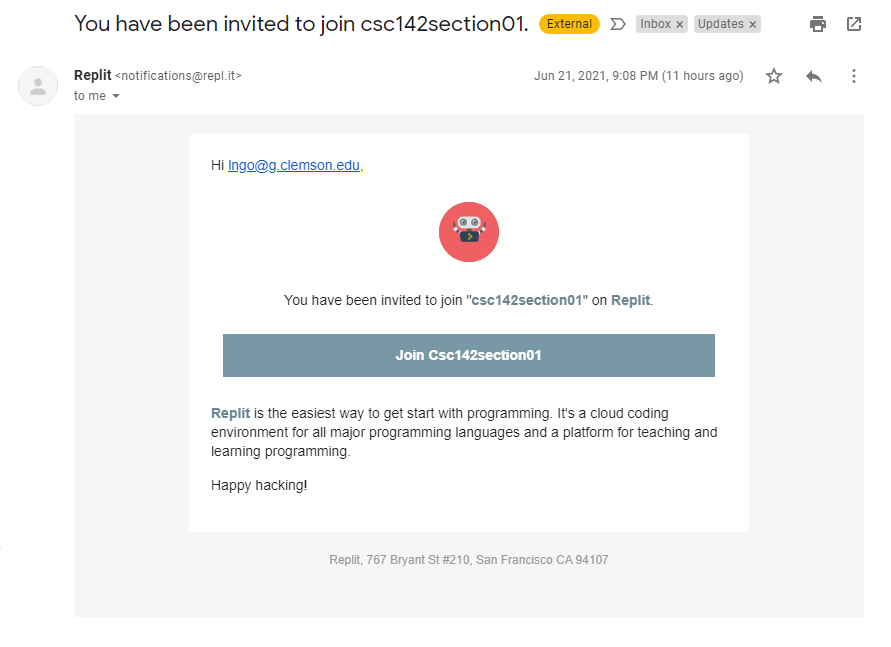 You have been invited to join csc142section01. External Inbox × Updates ×
Replit <notifications@repl.it> Jun 21, 2021, 9:08 PM (11 hours ago)
to me
Hi lngo@g.clemson.edu,
You have been invited to join "csc142section01" on Replit.
Join Csc142section01
Replit is the easiest way to get start with programming. It's a cloud coding
environment for all major programming languages and a platform for teaching and
learning programming.
Happy hacking!
Replit, 767 Bryant St #210, San Francisco CA 94107